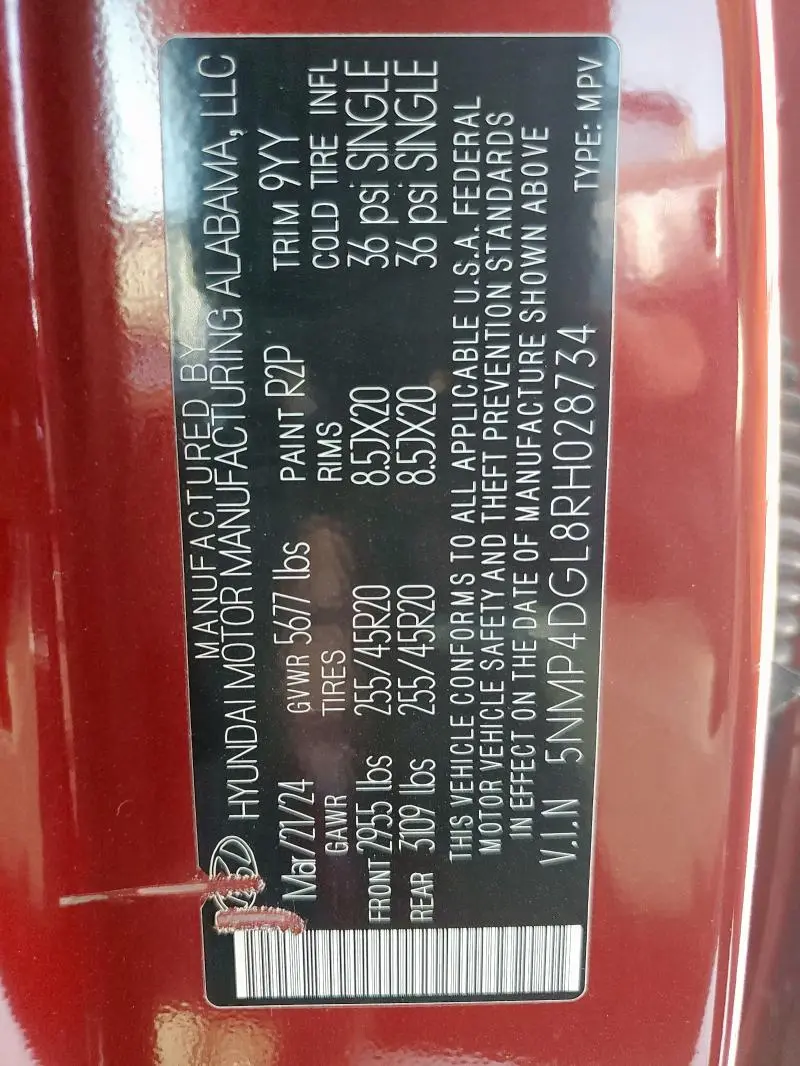 MANUFACTURED BY
HYUNDAI MOTOR MANUFACTURING ALABAMA, LLC
Mar/21/24 GVWR 5677 lbs PAINT R2P TRIM 9YY
GAWR TIRES RIMS COLD TIRE INFL
FRONT 2955 lbs 255/45R20 8.5JX20 36 psi SINGLE
REAR 3109 lbs 255/45R20 8.5JX20 36 psi SINGLE
THIS VEHICLE CONFORMS TO ALL APPLICABLE U.S.A. FEDERAL
MOTOR VEHICLE SAFETY AND THEFT PREVENTION STANDARDS
IN EFFECT ON THE DATE OF MANUFACTURE SHOWN ABOVE
V.I.N 5NMP4DGL8RH028734 TYPE: MPV